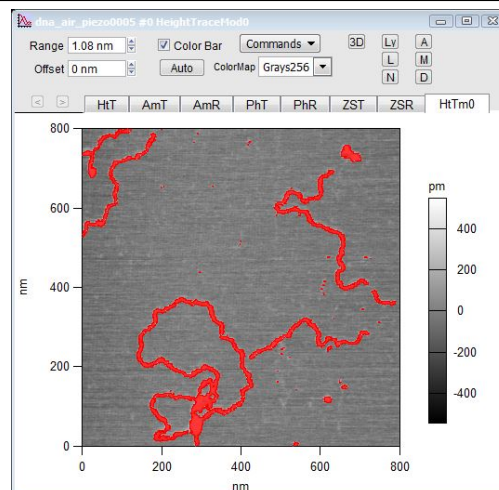 dna_air_piezo0005 #0 HeightTraceMod0
Range 1.08 nm Color Bar Commands 3D Ly A
L M
Offset 0 nm Auto ColorMap Grays256 N D
< > HtT AmT AmR PhT PhR ZST ZSR HtTm0
800
600
400
200
0
nm
0 200 400 600 800
nm
pm
400
200
0
-200
-400